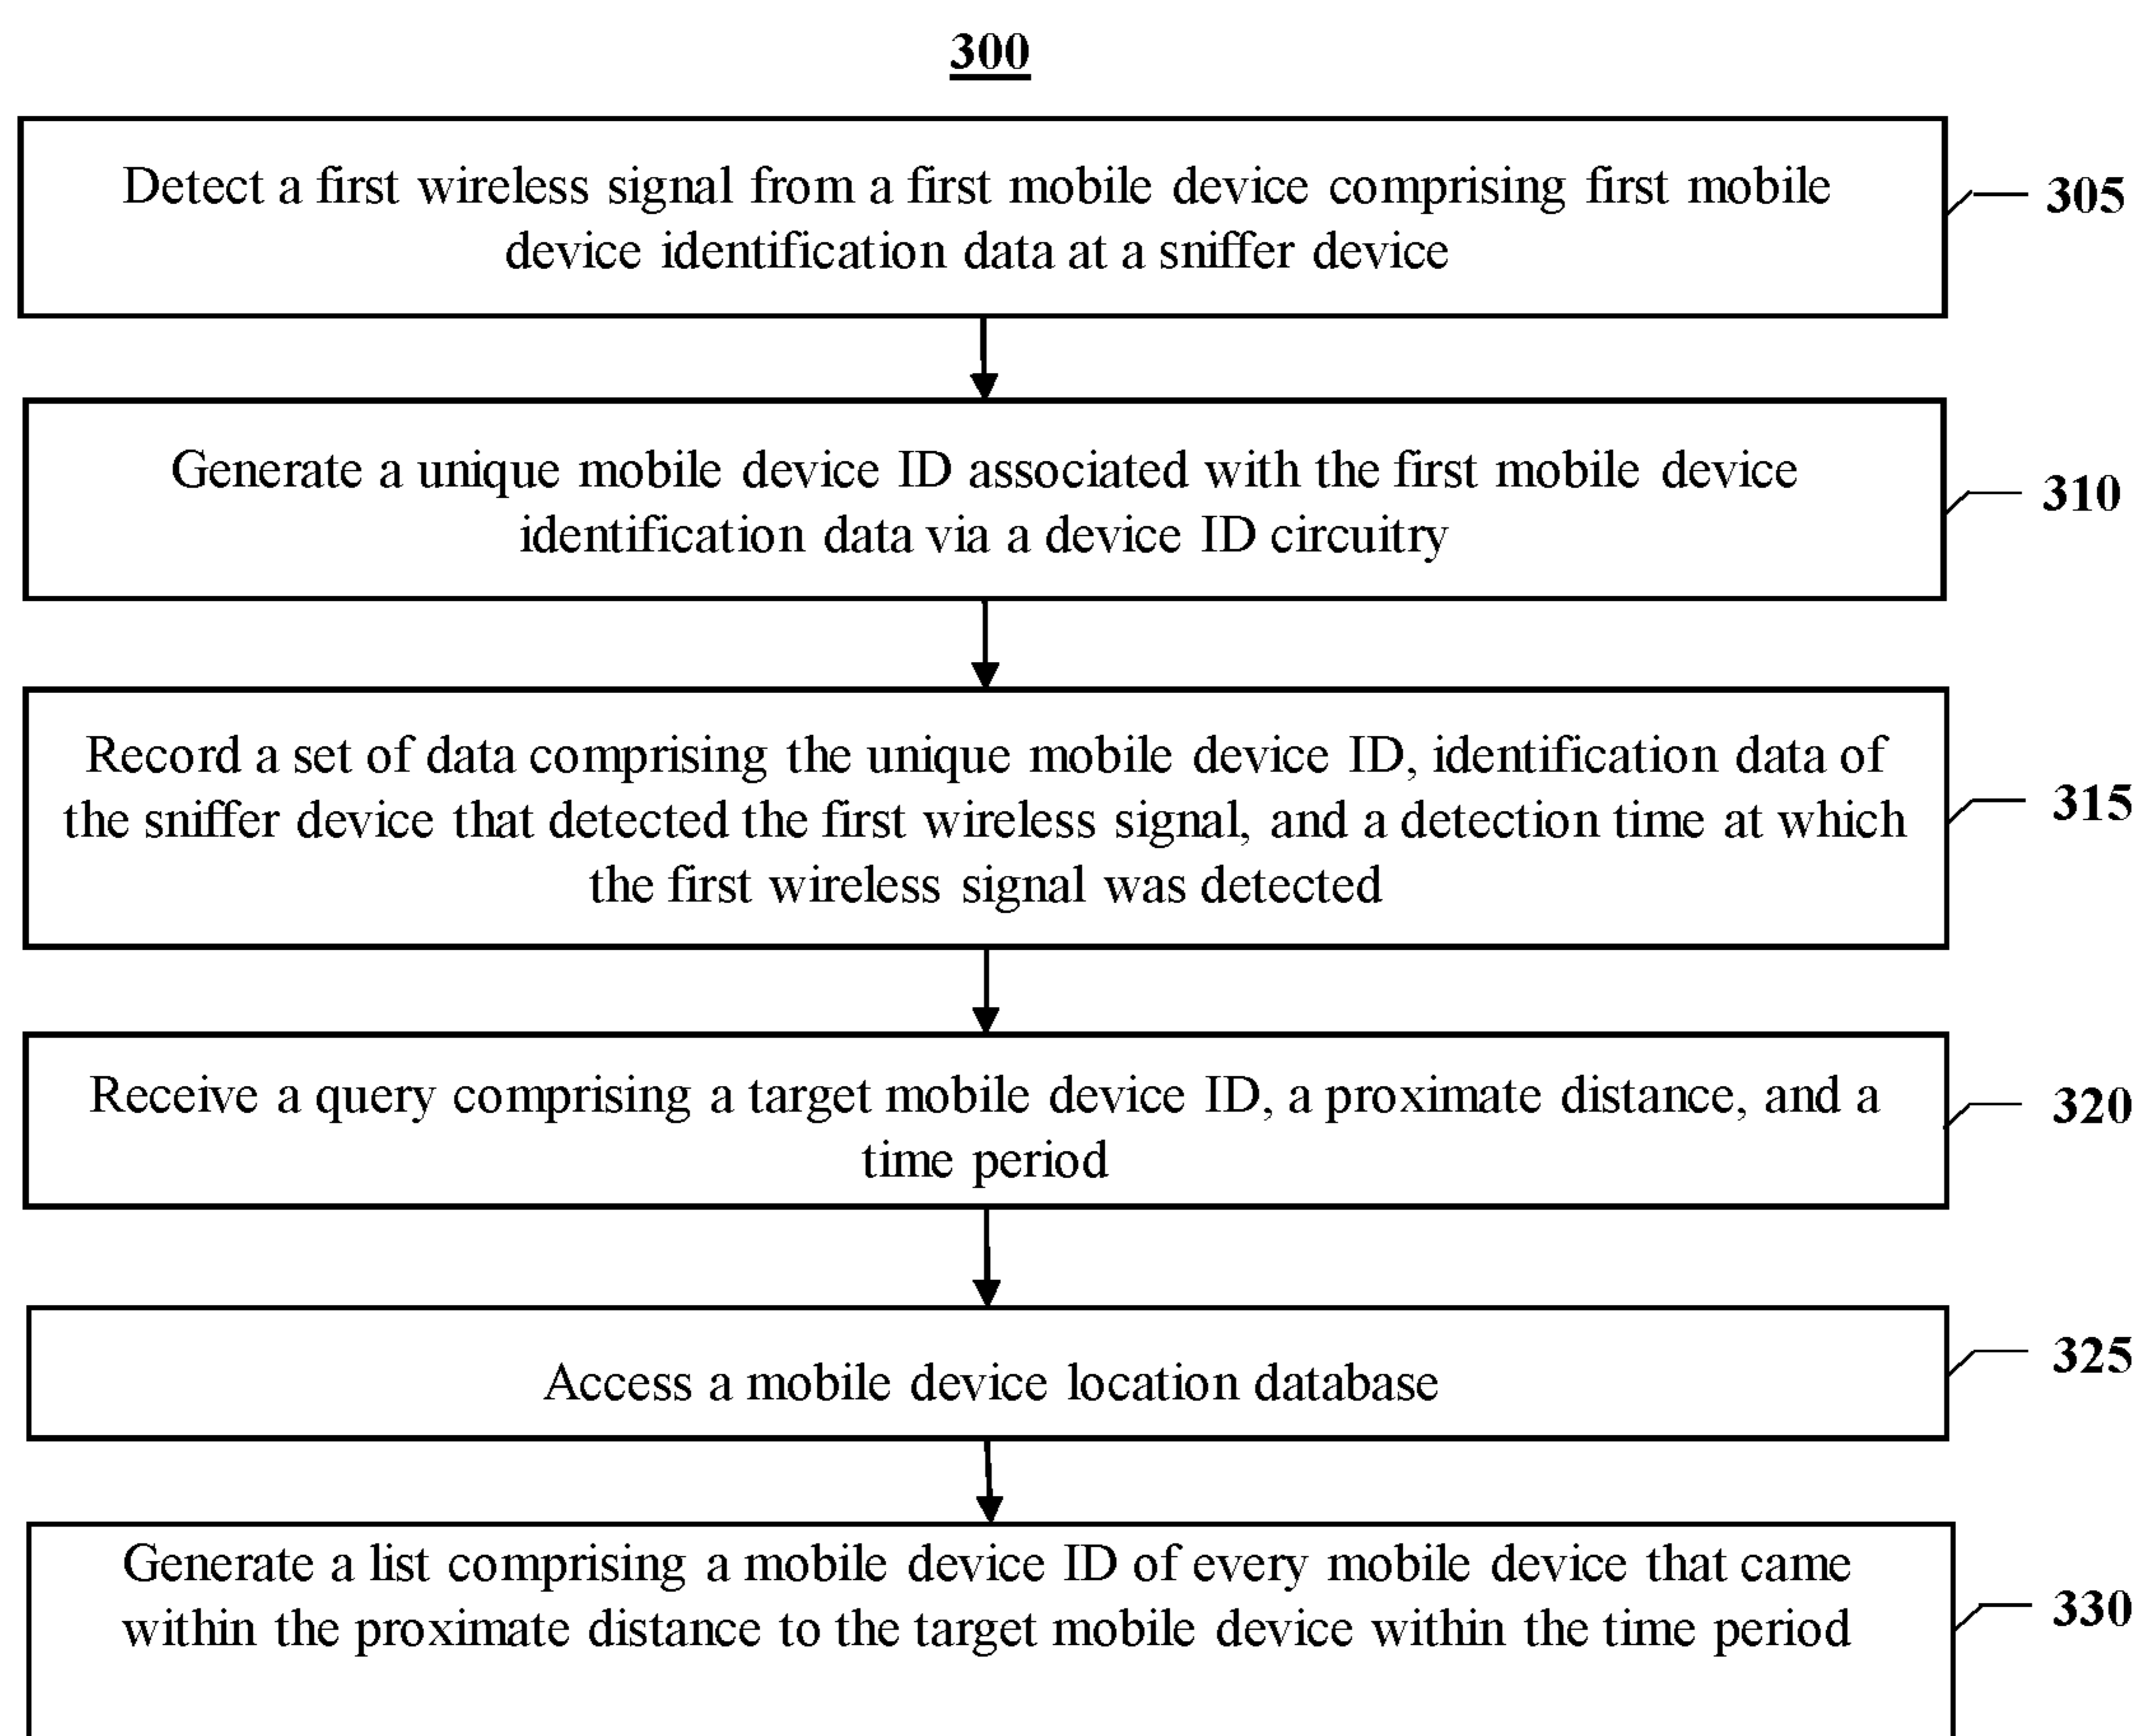 300
Detect a first wireless signal from a first mobile
device identification data at a sniffer device
305
Generate a unique mobile device ID associated with the first mobile device
identification data via a device ID circuitry
310
Record a set of data comprising the unique mobile device ID, identification data of
the sniffer device that detected the first wireless signal, and a detection time at which
the first wireless signal was detected
315
Receive a query comprising a target mobile device ID, a proximate distance, and a
time period
320
Access a mobile device location database
325
Generate a list comprising a mobile device ID of every mobile device that came
within the proximate distance to the target mobile device within the time period
330